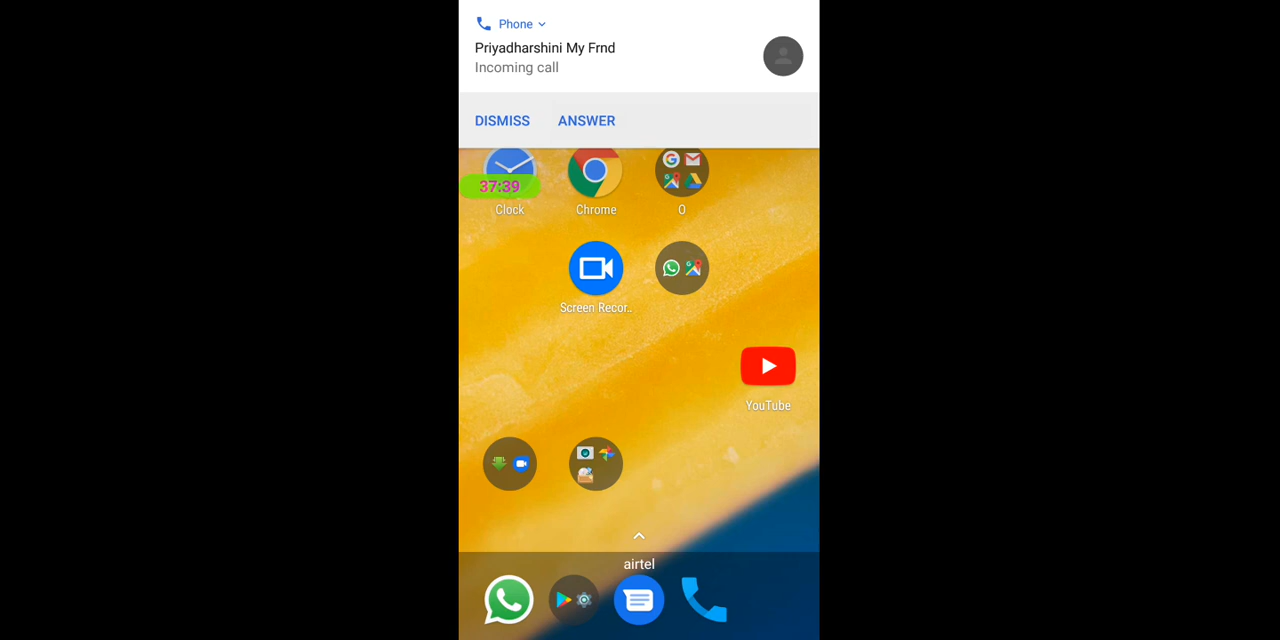 Phone
Priyadharshini My Frnd
Incoming call
DISMISS ANSWER
37:39
Clock Chrome O
Screen Recor..
YouTube
airtel